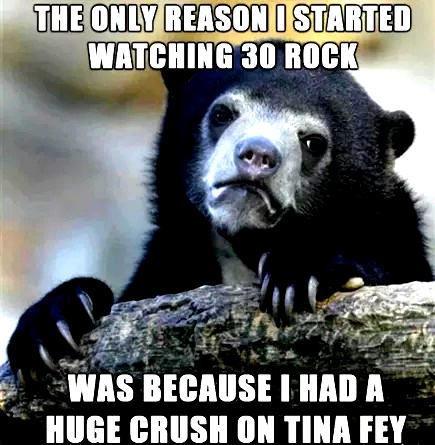 THE ONLY REASON I STARTED
WATCHING 30 ROCK
WAS BECAUSE I HAD A
HUGE CRUSH ON TINA FEY